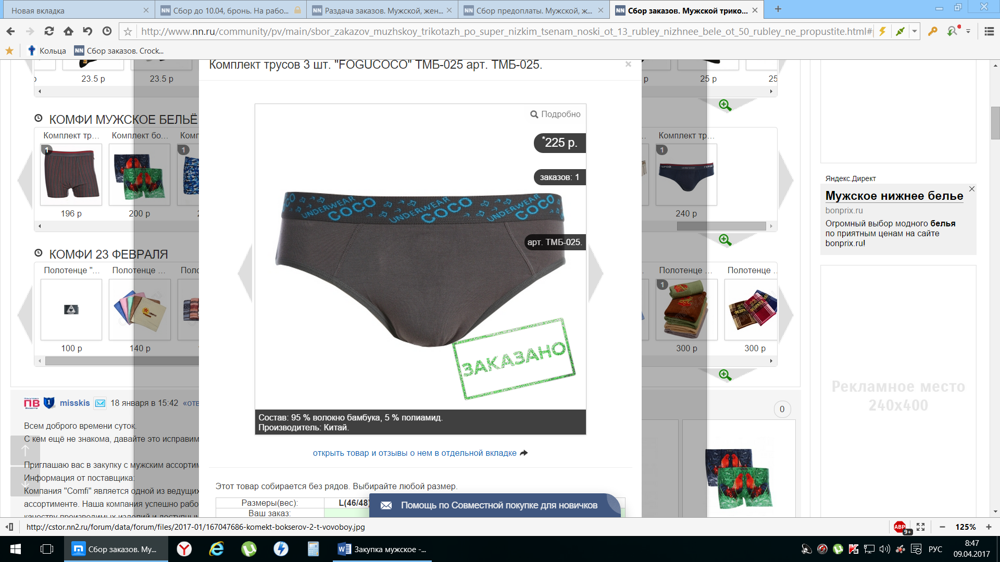 Новая вкладка
Сбор до 10.04, бронь. На рабо...
Раздача заказов. Мужской, жен...
Сбор предоплаты. Мужской, ж...
Сбор заказов. Мужской трико...
http://www.nn.ru/community/pv/main/sbor_zakazov_muzhskoy_trikotazh_po_super_nizkim_tsenam_noski_ot_13_rubley_nizhnee_bele_ot_50_rubley_ne_propustite.html#
Кольца
NN Сбор заказов. Crock...
Комплект трусов 3 шт. "FOGUCOCO" ТМБ-025 арт. ТМБ-025.
23.5 р
23.5 р
р
25 р
25
КОМФИ МУЖСКОЕ БЕЛЬЁ
Комплект тр...
Комплект бо...
Комп
Комплект тр...
1
1
1
196 р
200 р
240 р
Подробно
*225 р.
заказов: 1
арт. ТМБ-025.
UNDERWEAR COCO
UNDERWEAR COCO
UNDERWEAR COCO
ГЕРОЙ
ГЕРОЙ
ЗАКАЗАНО
Состав: 95 % волокно бамбука, 5 % полиамид.
Производитель: Китай.
КОМФИ 23 ФЕВРАЛЯ
Полотенце "...
Полотенце ...
Поло
Полотенце ...
Полотенце ..
1
100 р
140 р
300 р
300 р
Яндекс.Директ
Мужское нижнее белье
bonprix.ru
Огромный выбор модного белья
по приятным ценам на сайте
bonprix.ru!
Рекламное место
240x400
ПВ
1
misskis
18 января в 15:42
«отв
0
Всем доброго времени суток.
С кем ещё не знакома, давайте это исправим
Приглашаю вас в закупку с мужским ассортим
Информация от поставщика:
Компания "Comfi" является одной из ведущих
ассортименте. Наша компания успешно рабо
качеству производимых изделий и доступным
открыть товар и отзывы о нем в отдельной вкладке
Этот товар собирается без рядов. Выбирайте любой размер.
Размеры(вес):
L(46/48)
Ваш заказ:
Помощь по Совместной покупке для новичков
http://cstor.nn2.ru/forum/data/forum/files/2017-01/167047686-komekt-bokserov-2-t-vovoboy.jpg
ABP
9+
125%
Сбор заказов. Му...
Закупка мужское -...
РУС
8:47
09.04.2017